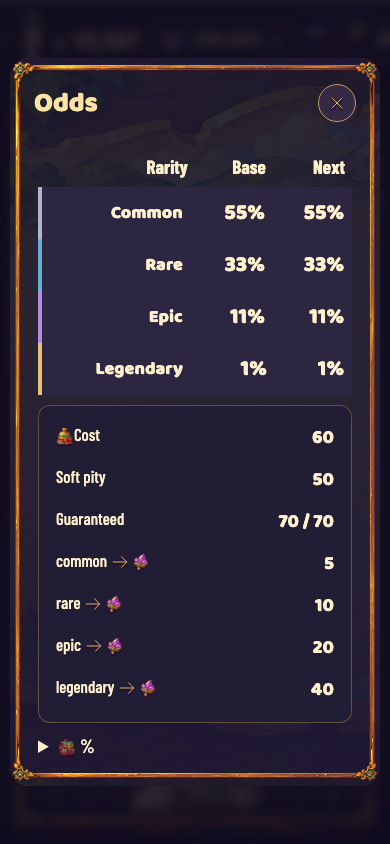 Odds
Rarity Base Next
Common 55% 55%
Rare 33% 33%
Epic 11% 11%
Legendary 1% 1%
Cost 60
Soft pity 50
Guaranteed 70 / 70
common → 5
rare → 10
epic → 20
legendary → 40
%